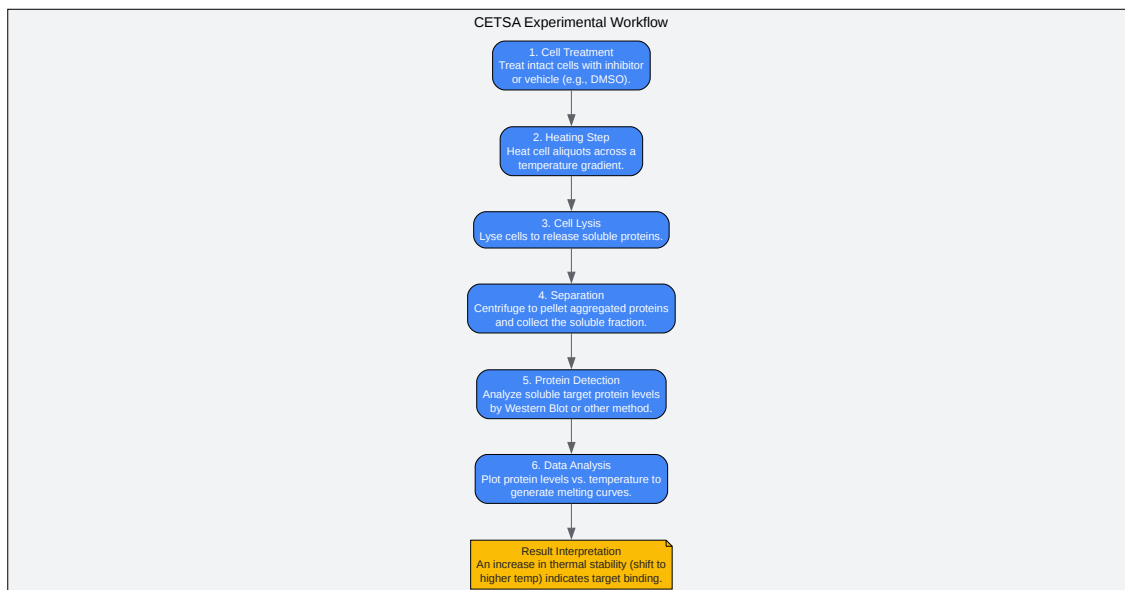 CETSA Experimental Workflow
1. Cell Treatment
Treat intact cells with inhibitor
or vehicle (e.g., DMSO).
2. Heating Step
Heat cell aliquots across a
temperature gradient.
3. Cell Lysis
Lyse cells to release soluble proteins.
4. Separation
Centrifuge to pellet aggregated proteins
and collect the soluble fraction.
5. Protein Detection
Analyze soluble target protein levels
by Western Blot or other method.
6. Data Analysis
Plot protein levels vs. temperature to
generate melting curves.
Result Interpretation
An increase in thermal stability (shift to
higher temp) indicates target binding.